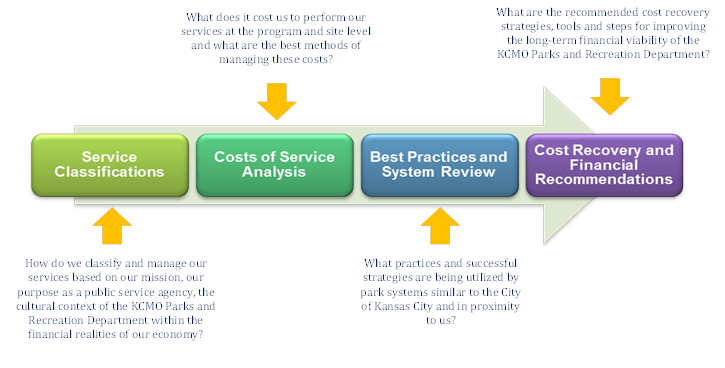 What does it cost us to perform our
services at the program and site level
and what are the best methods of
managing these costs?
What are the recommended cost recovery
strategies, tools and steps for improving
the long-term financial viability of the
KCMO Parks and Recreation Department?
Service
Classifications
Costs of Service
Analysis
Best Practices and
System Review
Cost Recovery and
Financial
Recommendations
How do we classify and manage our
services based on our mission, our
purpose as a public service agency, the
cultural context of the KCMO Parks and
Recreation Department within the
financial realities of our economy?
What practices and successful
strategies are being utilized by
park systems similar to the City
of Kansas City and in proximity
to us?